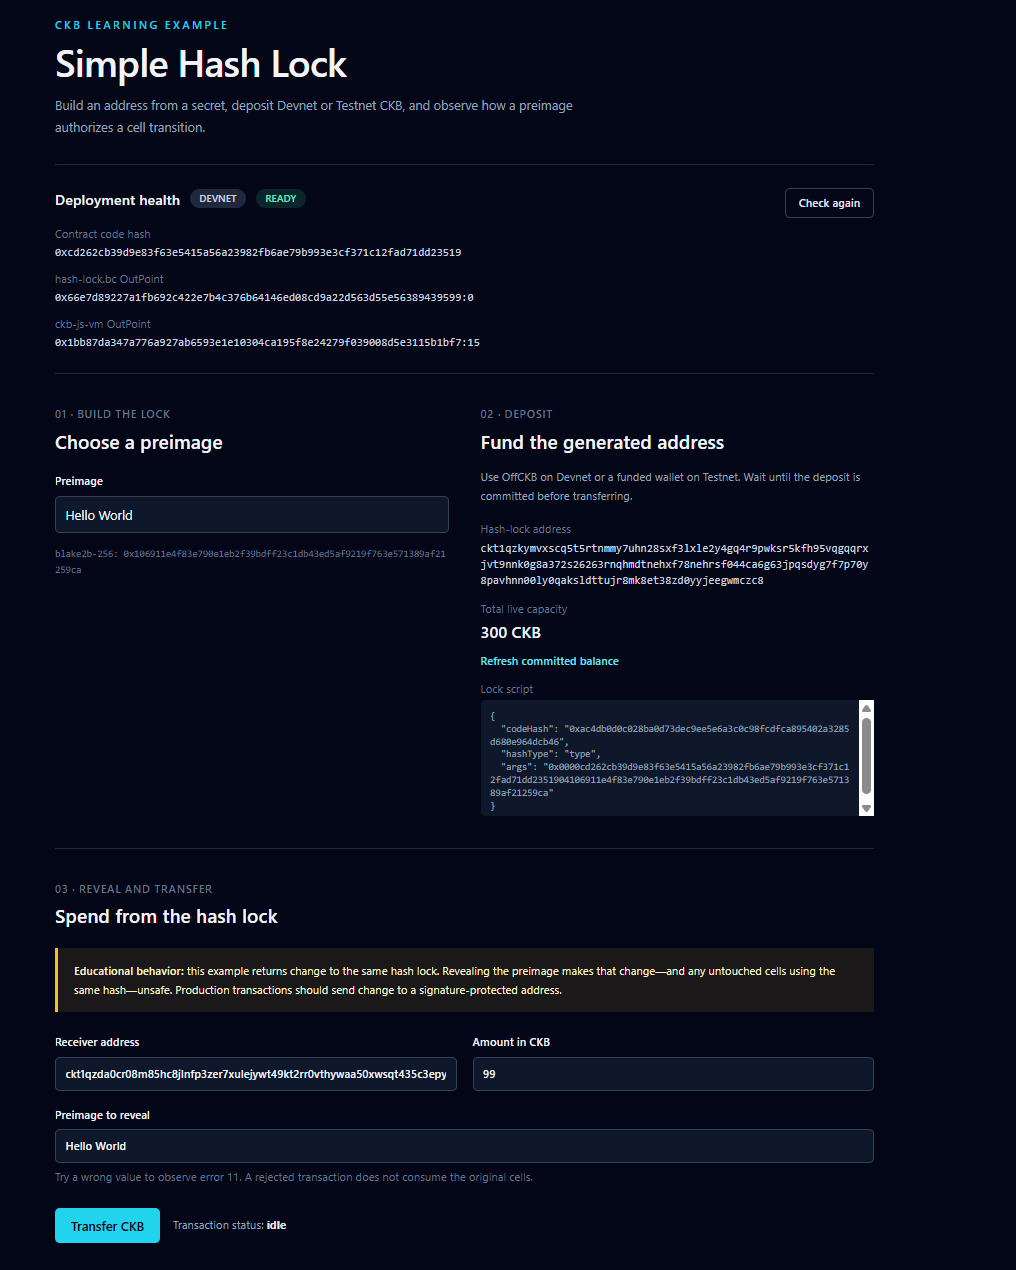 CKB LEARNING EXAMPLE
Simple Hash Lock
Build an address from a secret, deposit Devnet or Testnet CKB, and observe how a preimage
authorizes a cell transition.
Deployment health DEVNET READY
Check again
Contract code hash
0xcd262cb39d9e83f63e5415a56a23982fb6ae79b993e3cf371c12fad71dd23519
hash-lock.bc OutPoint
0x66e7d89227a1fb692c422e7b4c376b64146ed08cd9a22d563d55e56389439599:0
ckb-js-vm OutPoint
0x1bb87da347a776a927ab6593e1e10304ca195f8e24279f039008d5e3115b1bf7:15
01 · BUILD THE LOCK
Choose a preimage
Preimage
Hello World
blake2b-256: 0x106911e4f83e790e1eb2f39bdff23c1db43ed5af9219f763e571389af21
259ca
02 · DEPOSIT
Fund the generated address
Use OffCKB on Devnet or a funded wallet on Testnet. Wait until the deposit is
committed before transferring.
Hash-lock address
ckt1qzkymvxscq5t5rtnmmy7uhn28sxf3lxle2y4gq4r9pwksr5kfh95vqgqqrx
jvt9nnk0g8a372s26263rnqhmdtnehxf78nehrsf044ca6g63jpqsdyg7f7p70y
8pavhnn00ly0qaksldttujr8mk8et38zd0yyjeegwmczc8
Total live capacity
300 CKB
Refresh committed balance
Lock script
{
"codeHash": "0xac4db0d0c028ba0d73dec9ee5e6a3c0c98fcdfca895402a3285
d680e964dcb46",
"hashType": "type",
"args": "0x0000cd262cb39d9e83f63e5415a56a23982fb6ae79b993e3cf371c1
2fad71dd2351904106911e4f83e790e1eb2f39bdff23c1db43ed5af9219f763e5713
89af21259ca"
}
03 · REVEAL AND TRANSFER
Spend from the hash lock
Educational behavior: this example returns change to the same hash lock. Revealing the preimage makes that change—and any untouched cells using the
same hash—unsafe. Production transactions should send change to a signature-protected address.
Receiver address
ckt1qzda0cr08m85hc8jlnfp3zer7xulejywt49kt2rr0vthywaa50xwsqt435c3epy
Amount in CKB
99
Preimage to reveal
Hello World
Try a wrong value to observe error 11. A rejected transaction does not consume the original cells.
Transfer CKB
Transaction status: idle